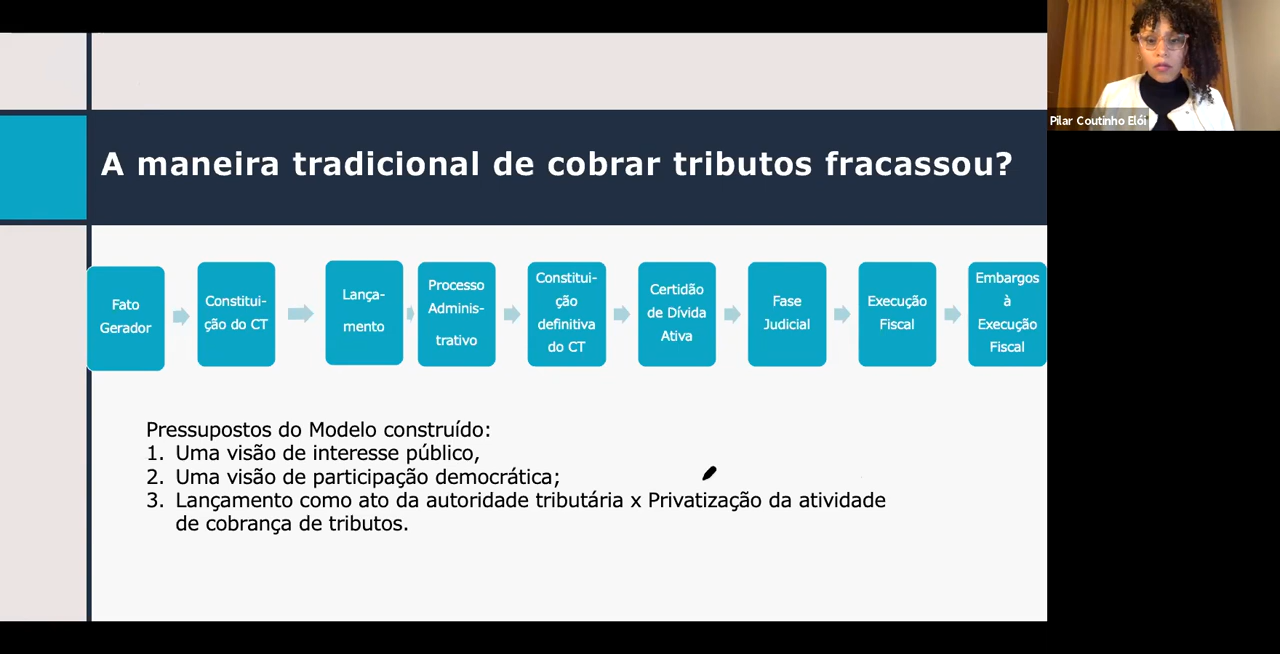 A maneira tradicional de cobrar tributos fracassou?
Fato
Gerador
Constitui-
ção do CT
Lança-
mento
Processo
Adminis-
trativo
Constitui-
ção
definitiva
do CT
Certidão
de Dívida
Ativa
Fase
Judicial
Execução
Fiscal
Embargos
à
Execução
Fiscal
Pressupostos do Modelo construído:
1. Uma visão de interesse público,
2. Uma visão de participação democrática;
3. Lançamento como ato da autoridade tributária x Privatização da atividade
de cobrança de tributos.
Pilar Coutinho Elói